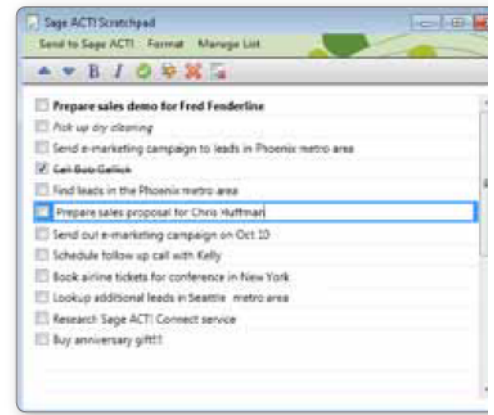 Sage ACT! Scratchpad
Send to Sage ACT! Format Manage List
B I
Prepare sales demo for Fred Fenderline
Pick up dry cleaning
Send e-marketing campaign to leads in Phoenix metro area
Call Bob Gallick
Find leads in the Phoenix metro area
Prepare sales proposal for Chris Huffman
Send out e-marketing campaign on Oct 10
Schedule follow up call with Kelly
Book airline tickets for conference in New York
Lookup additional leads in Seattle metro area
Research Sage ACT! Connect service
Buy anniversary gift!!!